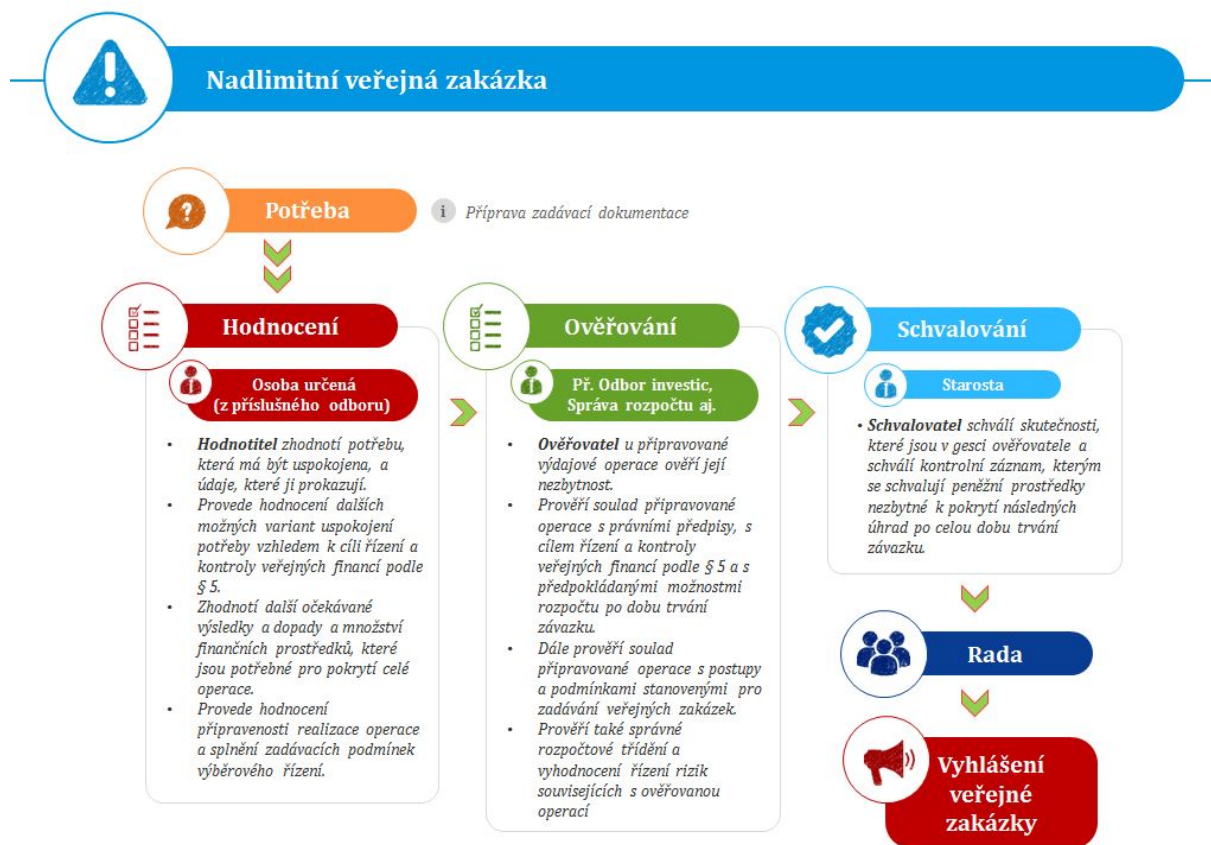 Nadlimitní veřejná zakázka
Potřeba
i Příprava zadávací dokumentace
Hodnocení
Osoba určená
(z příslušného odboru)
• Hodnotitel zhodnotí potřebu,
která má být uspokojena, a
údaje, které ji prokazují.
• Provede hodnocení dalších
možných variant uspokojení
potřeby vzhledem k cíli řízení a
kontroly veřejných financí podle
§ 5.
• Zhodnotí další očekávané
výsledky a dopady a množství
finančních prostředků, které
jsou potřebné pro pokrytí celé
operace.
• Provede hodnocení
připravenosti realizace operace
a splnění zadávacích podmínek
výběrového řízení.
Ověřování
Př. Odbor investic,
Správa rozpočtu aj.
• Ověřovatel u připravované
výdajové operace ověří její
nezbytnost.
• Prověří soulad připravované
operace s právními předpisy, s
cílem řízení a kontroly
veřejných financí podle § 5 a s
předpokládanými možnostmi
rozpočtu po dobu trvání
závazku.
• Dále prověří soulad
připravované operace s postupy
a podmínkami stanovenými pro
zadávání veřejných zakázek.
• Prověří také správné
rozpočtové třídění a
vyhodnocení řízení rizik
souvisejících s ověřovanou
operací
Schvalování
Starosta
• Schvalovatel schválí skutečnosti,
které jsou v gesci ověřovatele a
schválí kontrolní záznam, kterým
se schvalují peněžní prostředky
nezbytné k pokrytí následných
úhrad po celou dobu trvání
závazku.
Rada
Vyhlášení
veřejné
zakázky